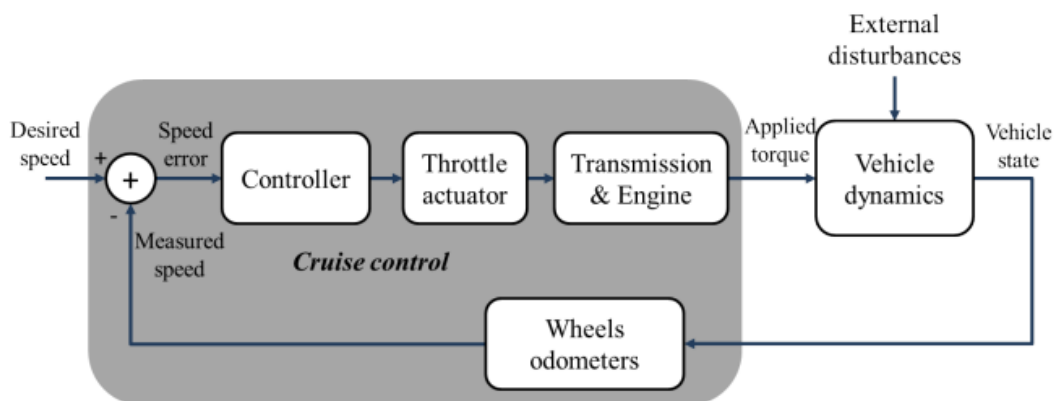 External
disturbances
Desired
speed
+
Speed
error
+
-
Controller
Throttle
actuator
Transmission
& Engine
Applied
torque
Vehicle
dynamics
Vehicle
state
Measured
speed
Cruise control
Wheels
odometers